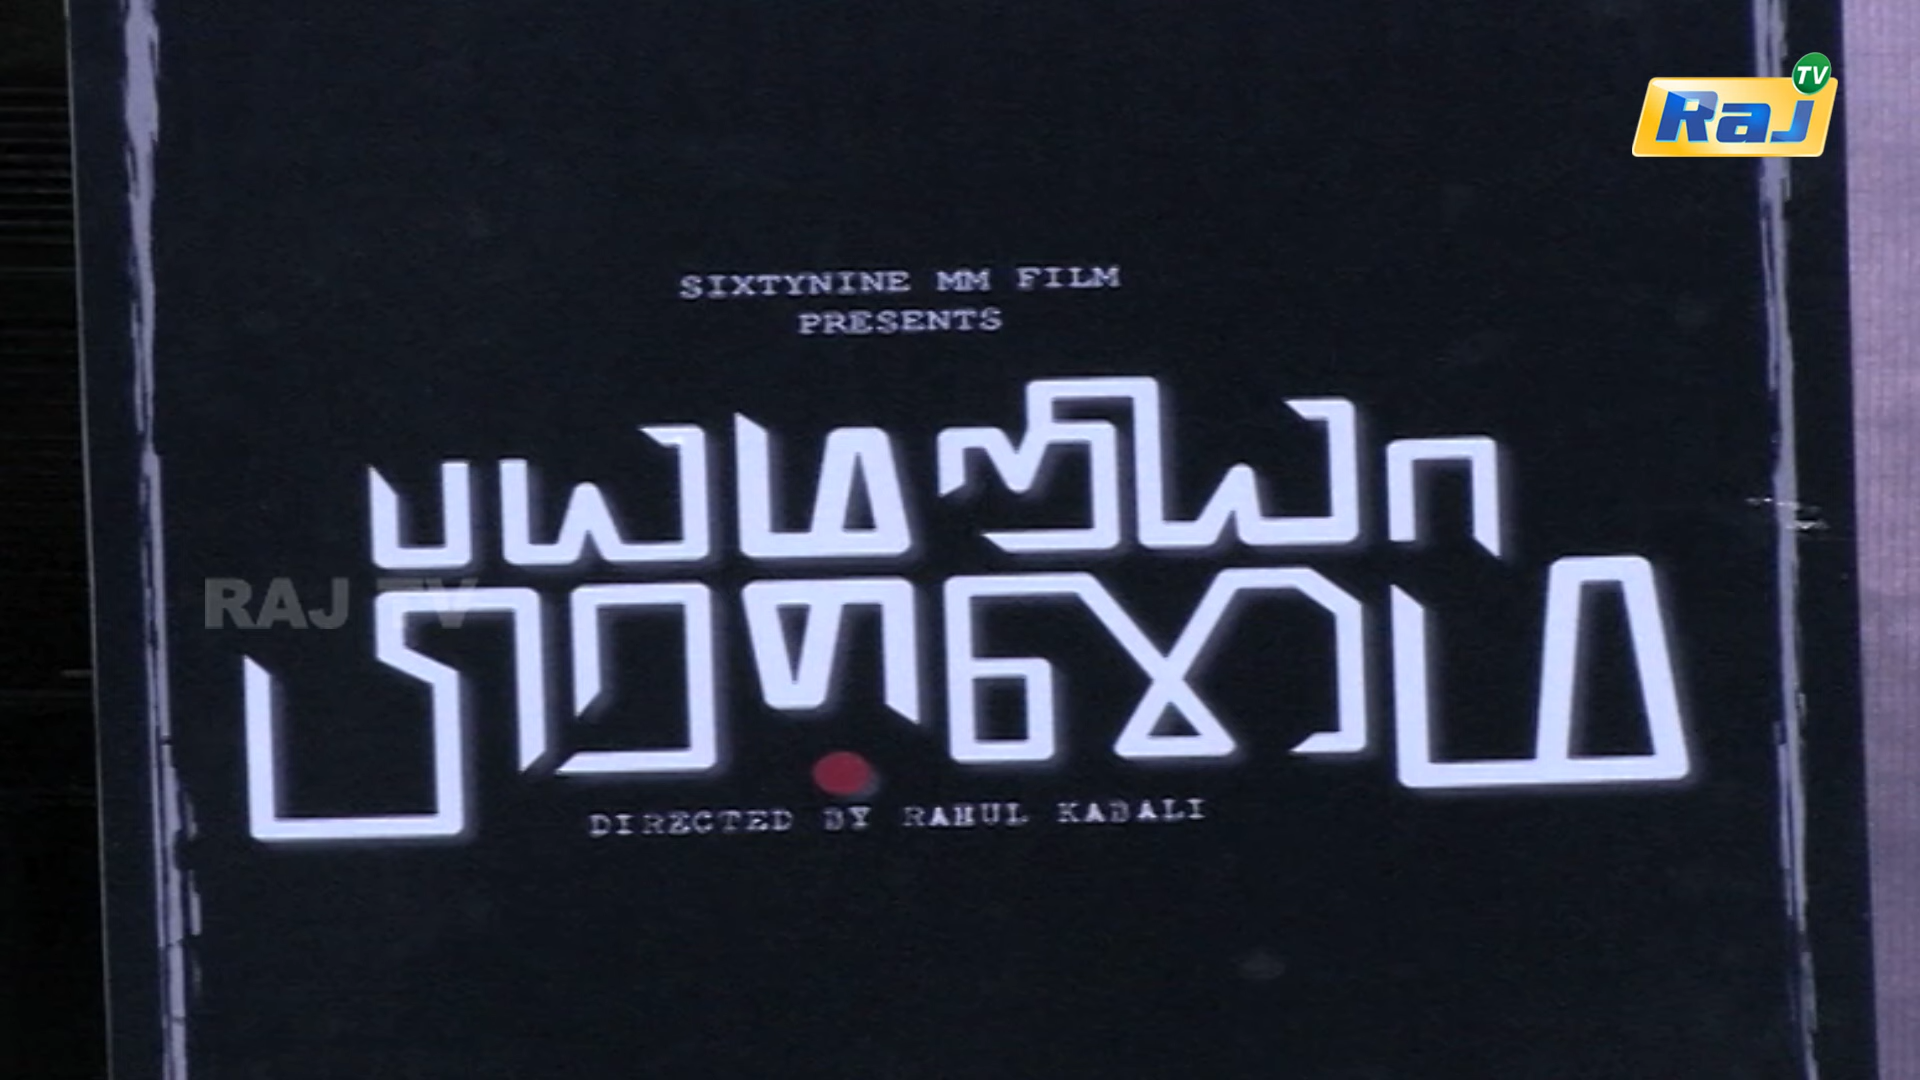 SIXTYNINE MM FILM
PRESENTS
பயமறியா
பிரம்மை
DIRECTED BY RAHUL KABALI
Raj TV
RAJ TV